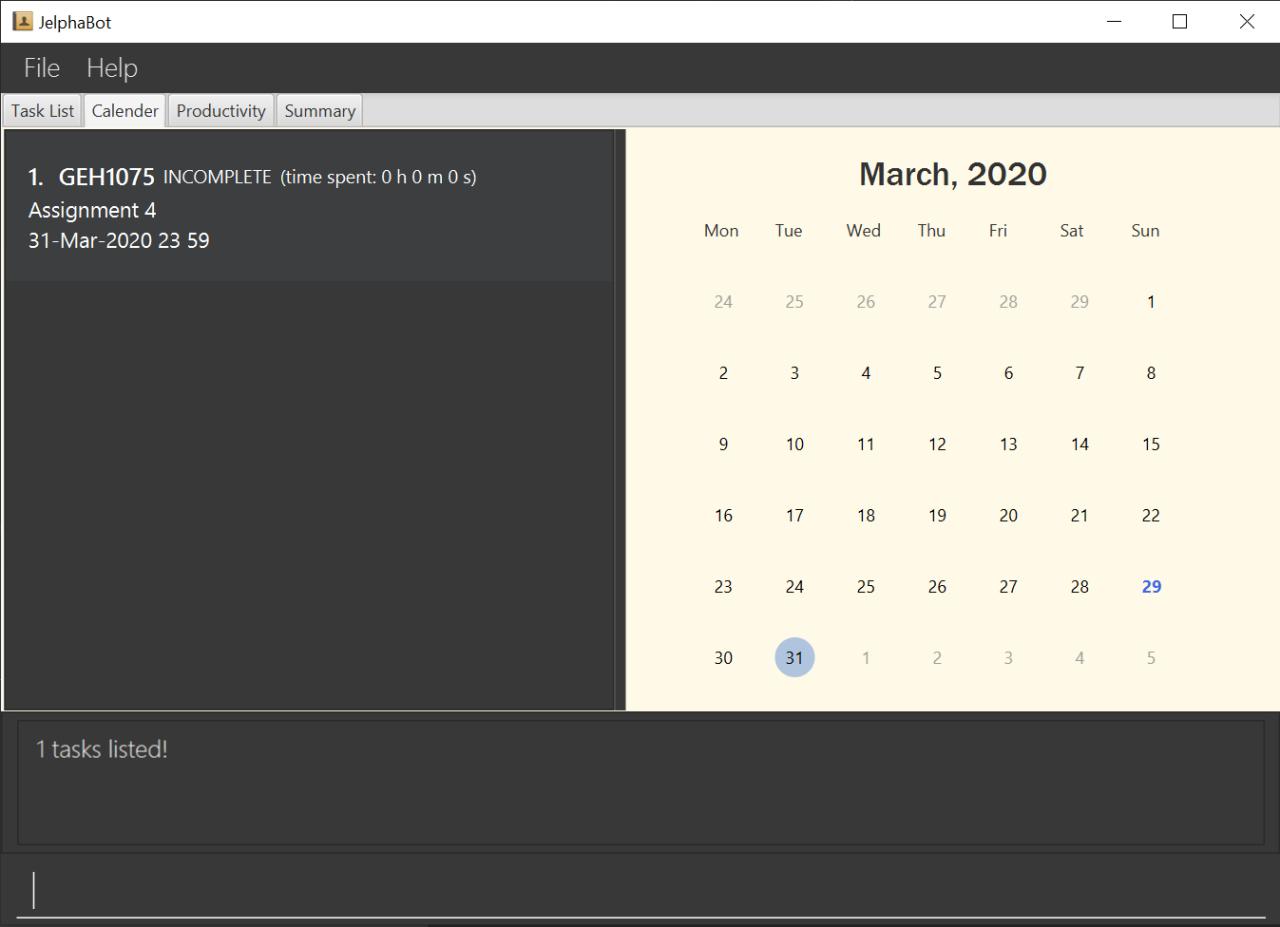 JelphaBot
File Help
Task List Calender Productivity Summary
1. GEH1075 INCOMPLETE (time spent: 0 h 0 m 0 s)
Assignment 4
31-Mar-2020 23 59
March, 2020
Mon Tue Wed Thu Fri Sat Sun
24 25 26 27 28 29 1
2 3 4 5 6 7 8
9 10 11 12 13 14 15
16 17 18 19 20 21 22
23 24 25 26 27 28 29
30 31 1 2 3 4 5
1 tasks listed!